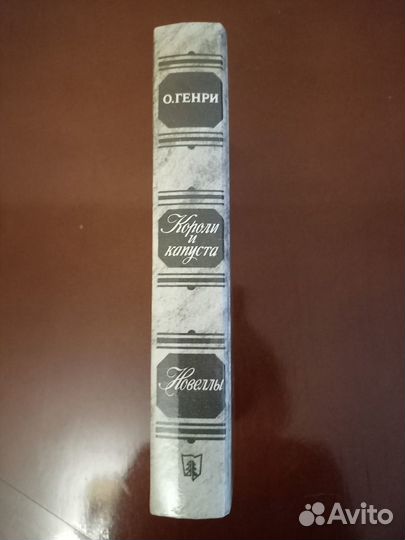 О.ГЕНРИ
Короли
и
капуста
Новеллы
Avito